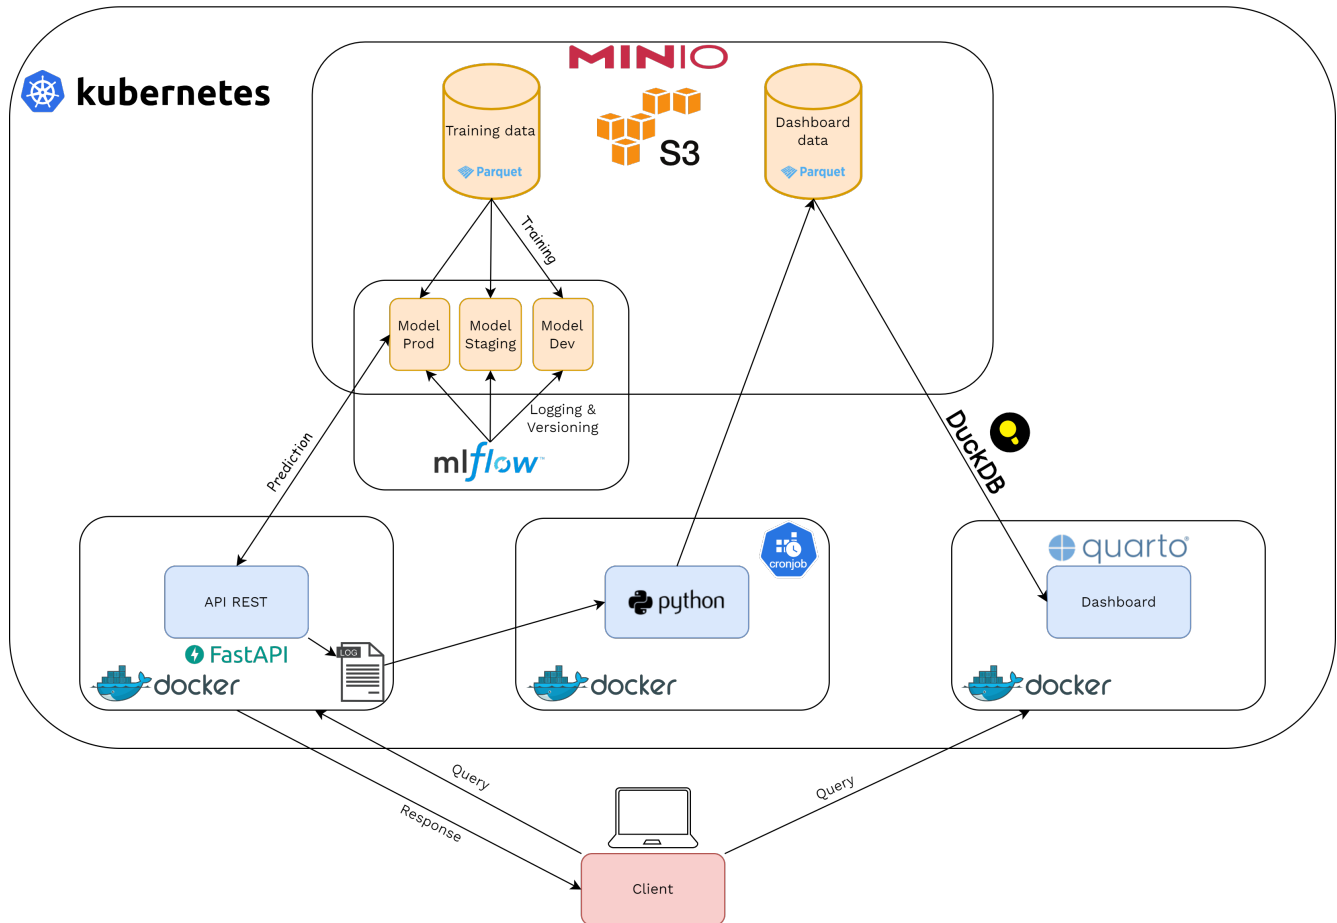 MINIO
kubernetes
S3
Training data
Parquet
Dashboard
data
Parquet
Training
Model
Prod
Model
Staging
Model
Dev
Logging &
Versioning
mlflow™
Prediction
DuckDB
cronjob
quarto®
API REST
python
Dashboard
FastAPI
LOG
docker
docker
docker
Query
Query
Response
Client